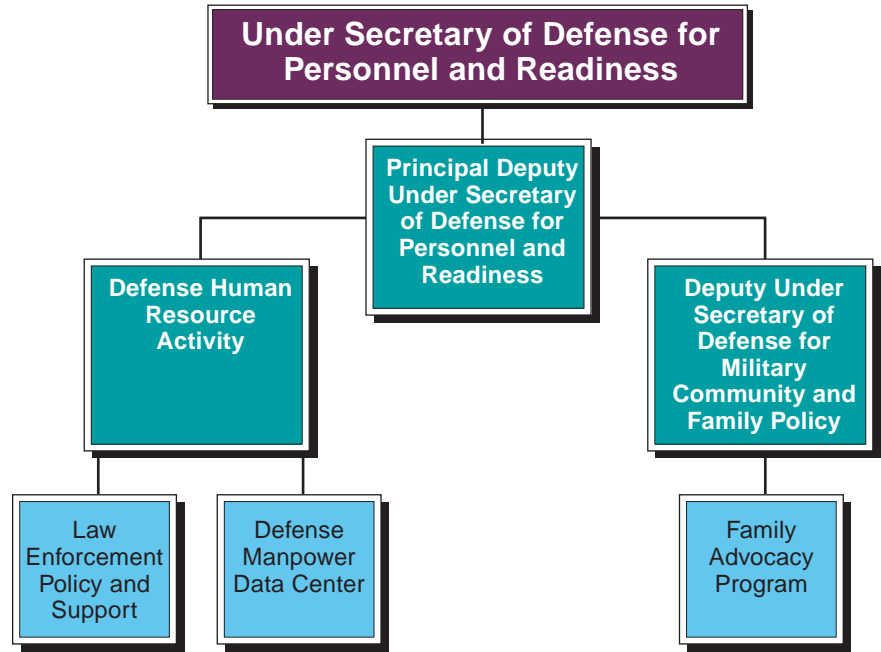 Under Secretary of Defense for
Personnel and Readiness
Principal Deputy
Under Secretary
of Defense for
Personnel and
Readiness
Defense Human
Resource
Activity
Deputy Under
Secretary of
Defense for
Military
Community and
Family Policy
Law
Enforcement
Policy and
Support
Defense
Manpower
Data Center
Family
Advocacy
Program